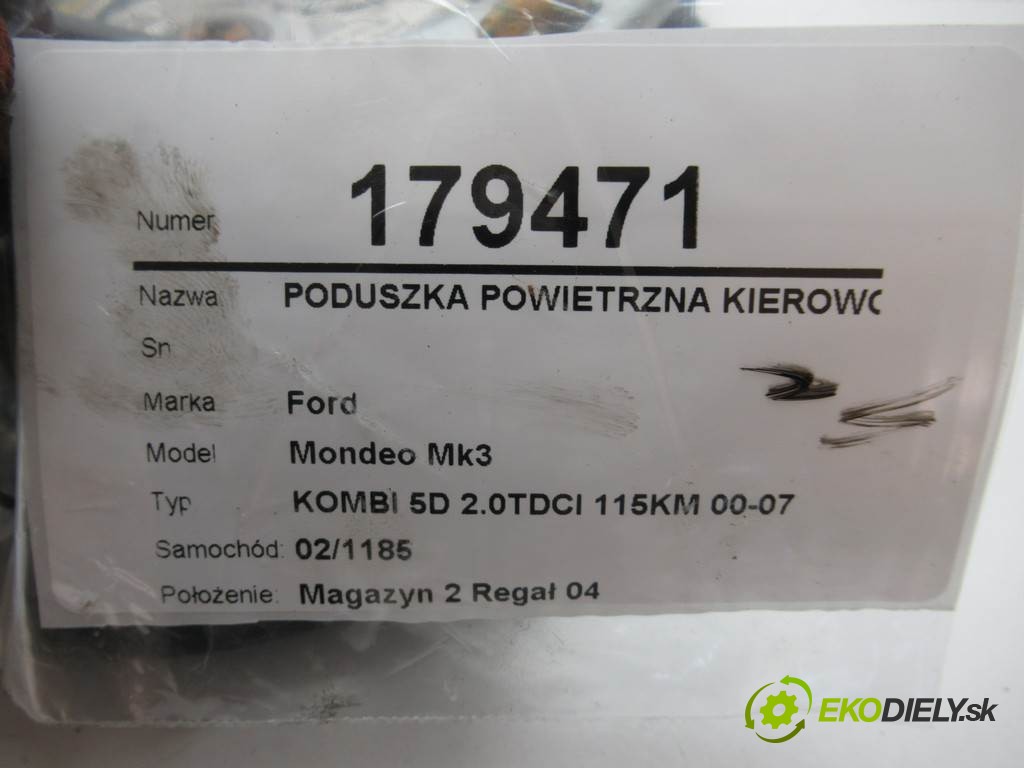 Numer 179471
Nazwa PODUSZKA POWIETRZNA KIEROWC
Sn
Marka Ford
Model Mondeo Mk3
Typ KOMBI 5D 2.0TDCI 115KM 00-07
Samochód: 02/1185
Położenie: Magazyn 2 Regał 04
EKODIELY.sk